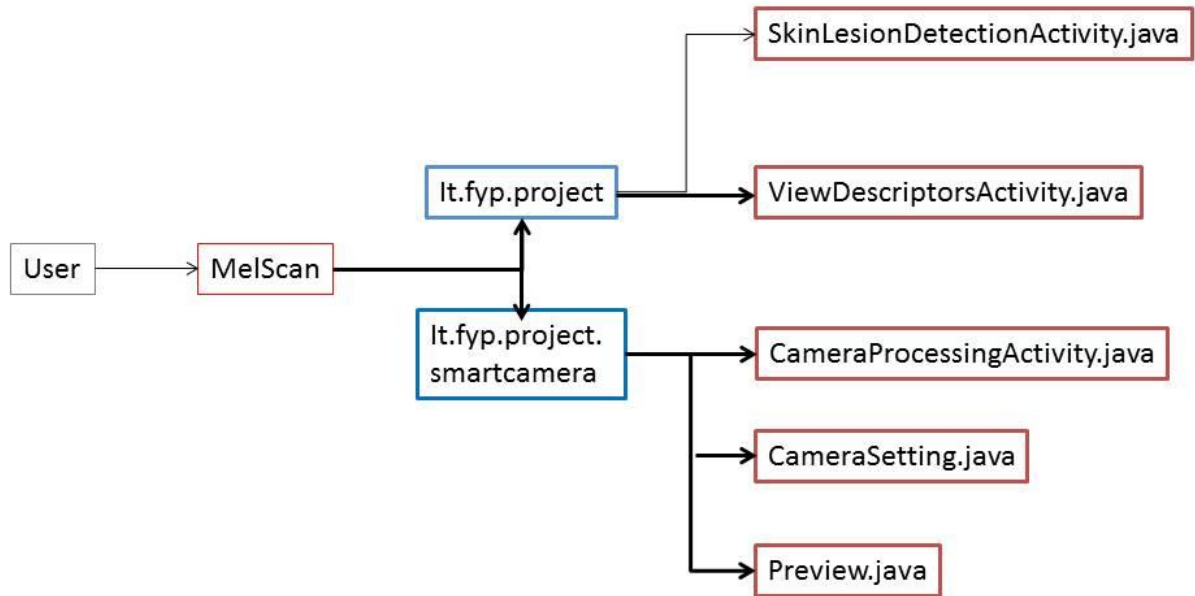 SkinLesionDetectionActivity.java
It.fyp.project
ViewDescriptorsActivity.java
User
MelScan
It.fyp.project.
smartcamera
CameraProcessingActivity.java
CameraSetting.java
Preview.java